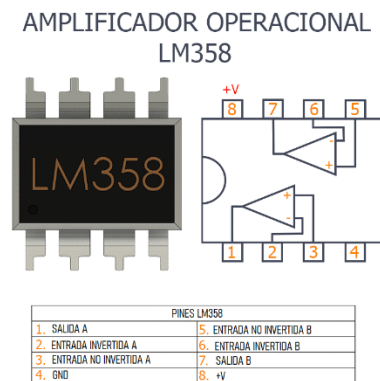 AMPLIFICADOR OPERACIONAL
LM358
+V
8 7 6 5
LM358
-
+
+
-
1 2 3 4
PINES LM358
1. SALIDA A
5. ENTRADA NO INVERTIDA B
2. ENTRADA INVERTIDA A
6. ENTRADA INVERTIDA B
3. ENTRADA NO INVERTIDA A
7. SALIDA B
4. GND
8. +V